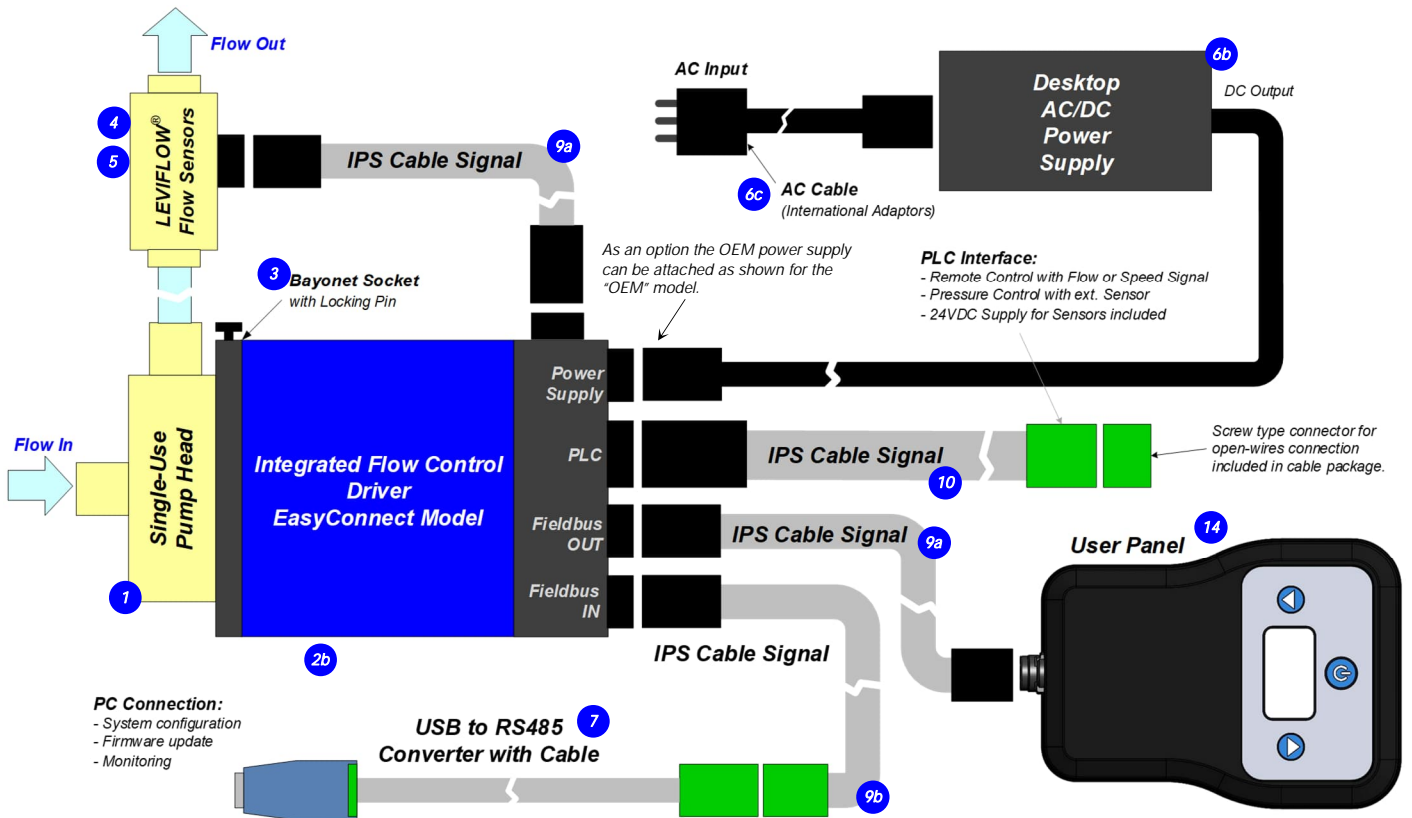 Flow Out
4
5
LEVIFLOW®
Flow Sensors
IPS Cable Signal
9a
AC Input
6c
AC Cable
(International Adaptors)
Desktop
AC/DC
Power
Supply
6b
DC Output
3
Bayonet Socket
with Locking Pin
As an option the OEM power supply
can be attached as shown for the
"OEM" model.
PLC Interface:
- Remote Control with Flow or Speed Signal
- Pressure Control with ext. Sensor
- 24VDC Supply for Sensors included
Flow In
Single-Use
Pump Head
1
Integrated Flow Control
Driver
EasyConnect Model
2b
Power
Supply
PLC
Fieldbus
OUT
Fieldbus
IN
IPS Cable Signal
10
Screw type connector for
open-wires connection
included in cable package.
IPS Cable Signal
9a
IPS Cable Signal
9b
User Panel
14
PC Connection:
- System configuration
- Firmware update
- Monitoring
USB to RS485
Converter with Cable
7